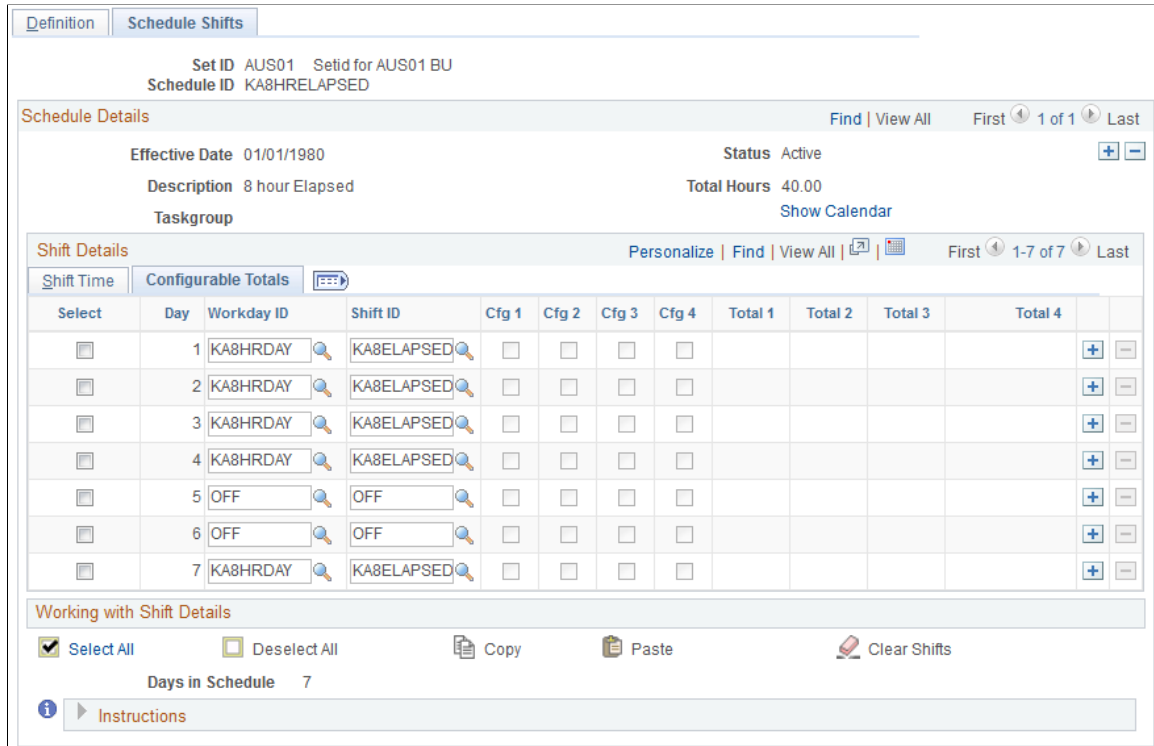 Definition Schedule Shifts
Set ID AUS01 Setid for AUS01 BU
Schedule ID KA8HRELAPSED
Schedule Details Find | View All First 1 of 1 Last
Effective Date 01/01/1980 Status Active
Description 8 hour Elapsed Total Hours 40.00
Taskgroup Show Calendar
Shift Details Personalize | Find | View All | | First 1-7 of 7 Last
Shift Time Configurable Totals
Select Day Workday ID Shift ID Cfg 1 Cfg 2 Cfg 3 Cfg 4 Total 1 Total 2 Total 3 Total 4
1 KA8HRDAY KA8ELAPSED
2 KA8HRDAY KA8ELAPSED
3 KA8HRDAY KA8ELAPSED
4 KA8HRDAY KA8ELAPSED
5 OFF OFF
6 OFF OFF
7 KA8HRDAY KA8ELAPSED
Working with Shift Details
Select All Deselect All Copy Paste Clear Shifts
Days in Schedule 7
Instructions